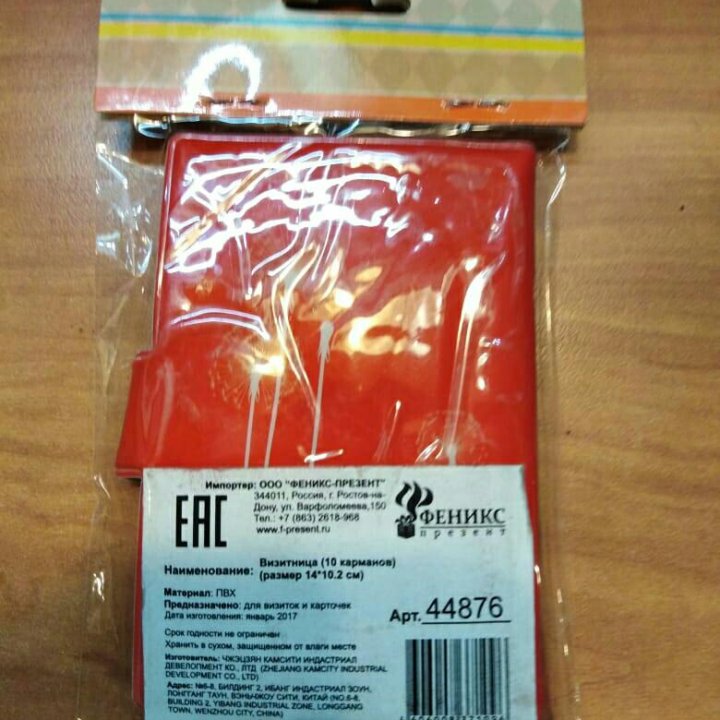 Импортер: ООО "ФЕНИКС-ПРЕЗЕНТ"
344011, Россия, г. Ростов-на-
Дону, ул. Варфоломеева,150
Тел.: +7 (863) 2618-968
www.f-present.ru
EAC
ФЕНИКС
презент
Наименование: Визитница (10 карманов)
(размер 14*10.2 см)
Материал: ПВХ
Предназначено: для визиток и карточек
Дата изготовления: январь 2017
Арт. 44876
Срок годности не ограничен
Хранить в сухом, защищенном от влаги месте
Изготовитель: ЧЖЭЦЗЯН КАМСИТИ ИНДАСТРИАЛ
ДЕВЕЛОПМЕНТ КО., ЛТД (ZHEJIANG KAMCITY INDUSTRIAL
DEVELOPMENT CO., LTD)
Адрес: №6-8, БИЛДИНГ 2, ИБАНГ ИНДАСТРИАЛ ЗОУН,
ЛОНГГАНГ ТАУН, ВЭНЬЧЖОУ СИТИ, КИТАЙ (NO.6-8,
BUILDING 2, YIBANG INDUSTRIAL ZONE, LONGGANG
TOWN, WENZHOU CITY, CHINA)